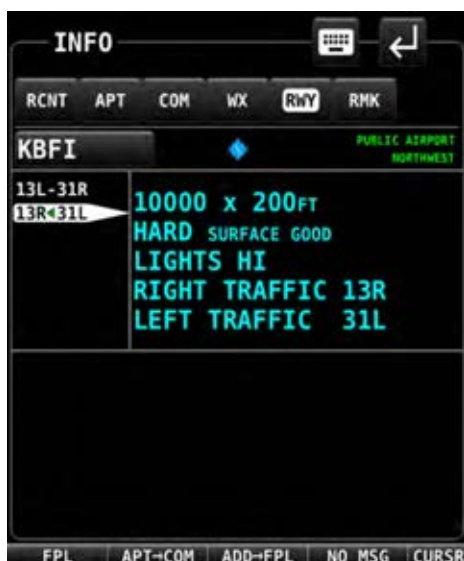 INFO
RCNT APT COM WX RWY RMK
KBFI
PUBLIC AIRPORT
NORTHWEST
13L-31R
13R◄31L
10000 x 200FT
HARD SURFACE GOOD
LIGHTS HI
RIGHT TRAFFIC 13R
LEFT TRAFFIC 31L
FPL APT→COM ADD→FPL NO MSG CURSR